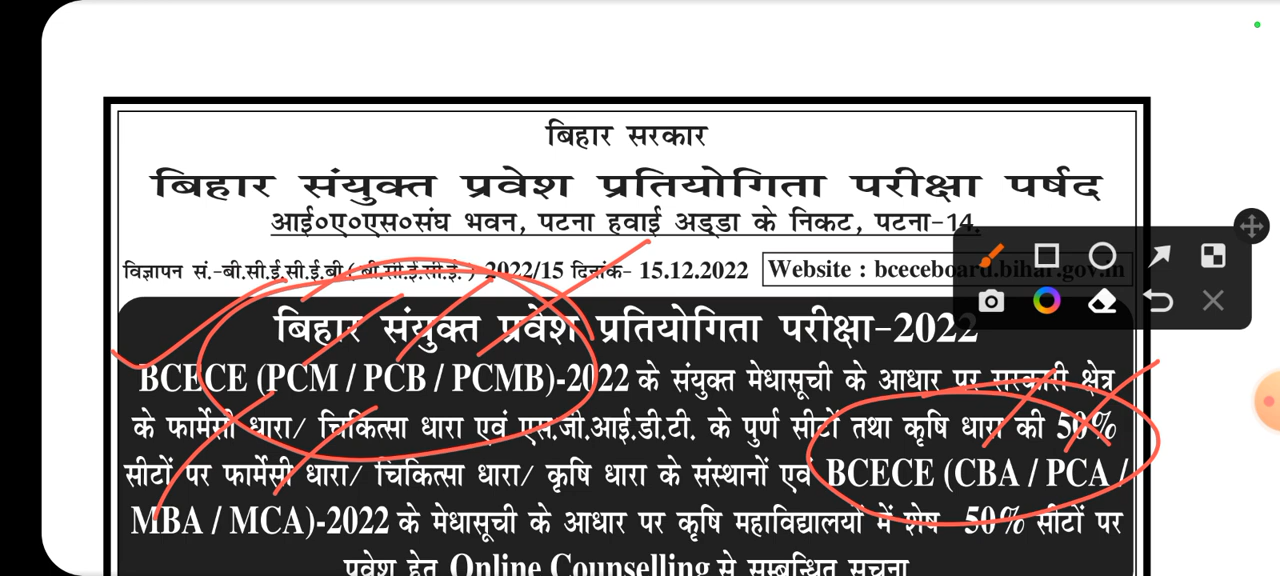 बिहार सरकार
बिहार संयुक्त प्रवेश प्रतियोगिता परीक्षा पर्षद
आई०ए०एस०संघ भवन, पटना हवाई अड्डा के निकट, पटना-14.
विज्ञापन सं.-बी.सी.ई.सी.ई.बी.( बी.सी.ई.सी.ई. ) 2022/15 दिनांक- 15.12.2022 Website : bceceboard.bihar.gov.in
बिहार संयुक्त प्रवेश प्रतियोगिता परीक्षा-2022
BCECE (PCM / PCB / PCMB)-2022 के संयुक्त मेधासूची के आधार पर सरकारी क्षेत्र
के फार्मेसी धारा/ चिकित्सा धारा एवं एस.जी.आई.डी.टी. के पुर्ण सीटों तथा कृषि धारा की 50%
सीटों पर फार्मेसी धारा/ चिकित्सा धारा/ कृषि धारा के संस्थानों एवं BCECE (CBA / PCA /
MBA / MCA)-2022 के मेधासूची के आधार पर कृषि महाविद्यालयों में शेष 50% सीटों पर
प्रवेश हेतु Online Counselling से सम्बन्धित सूचना